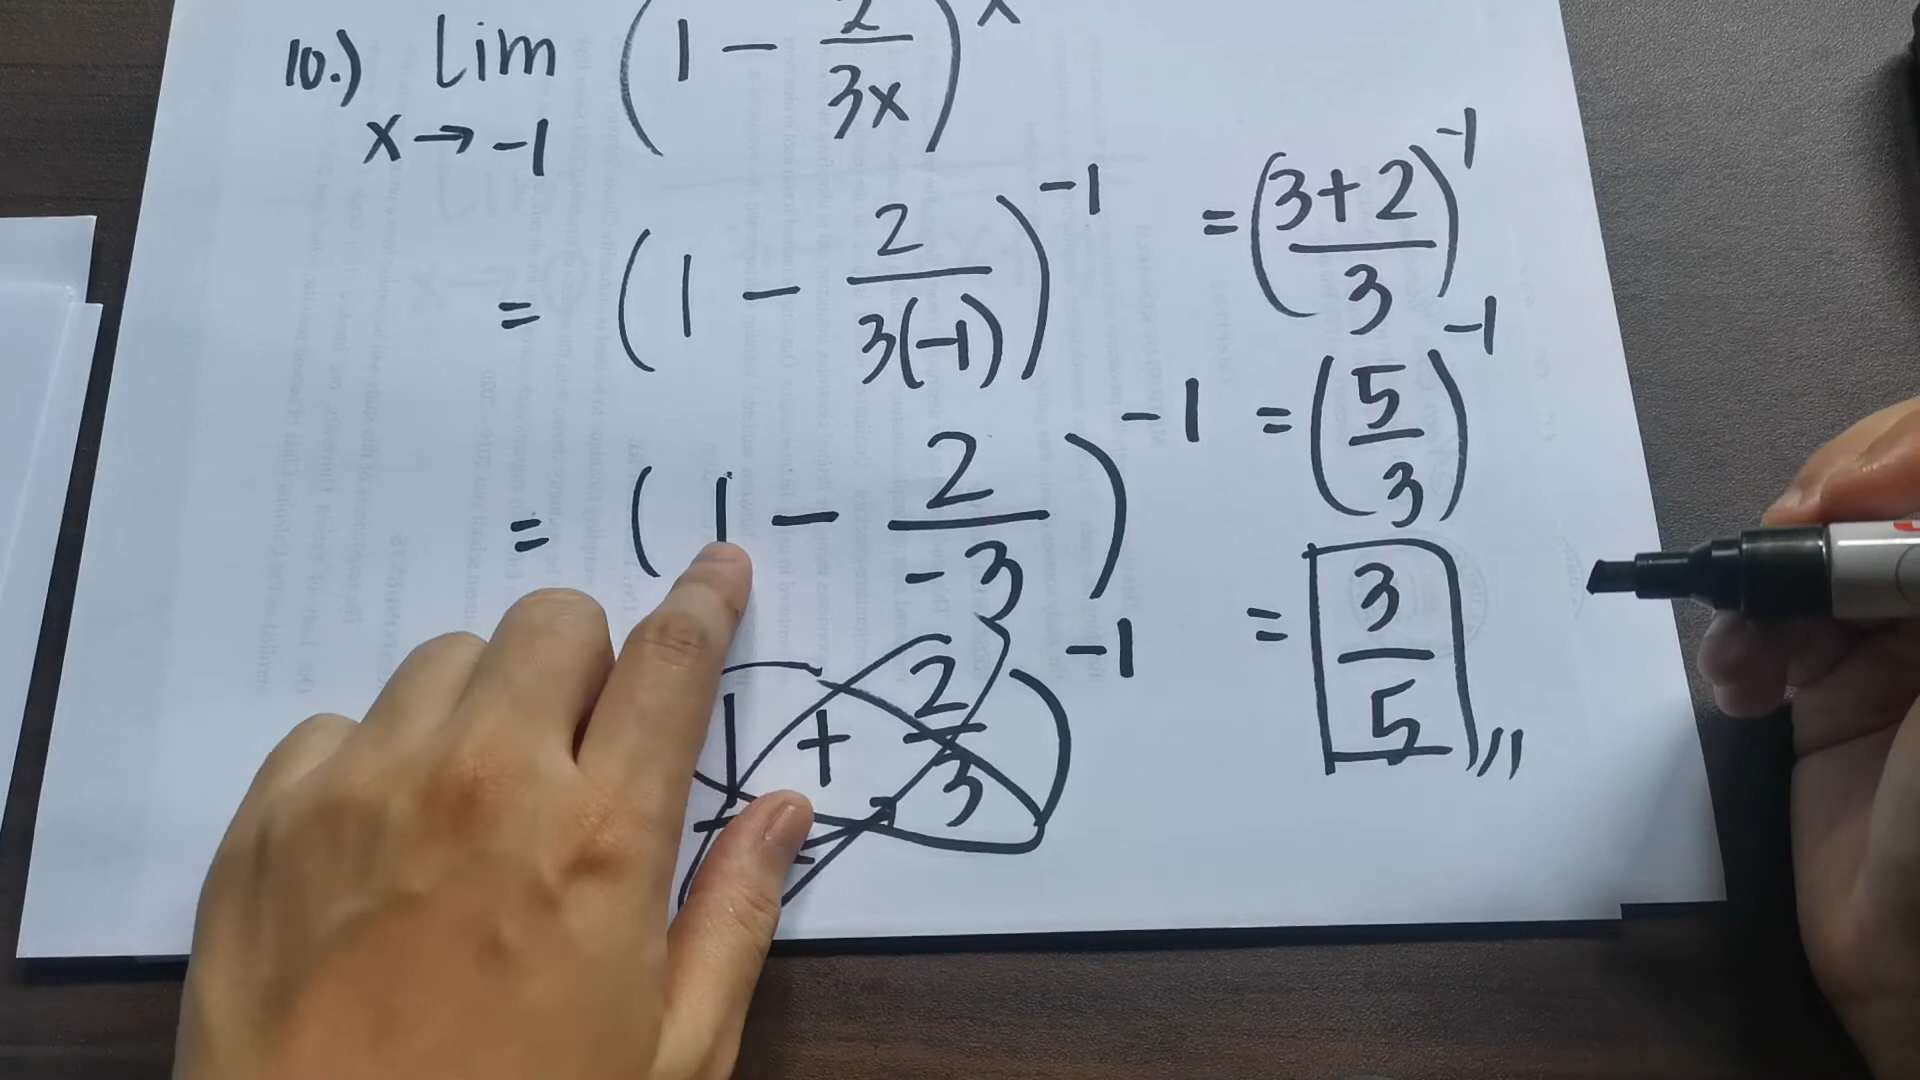 10.) Lim (1 - 2/3x)^x
x → -1
= (1 - 2/3(-1))^-1
= (1 - 2/-3)^-1
1 + 2/3)^-1
= (3+2/3)^-1
= (5/3)^-1
= 3/5